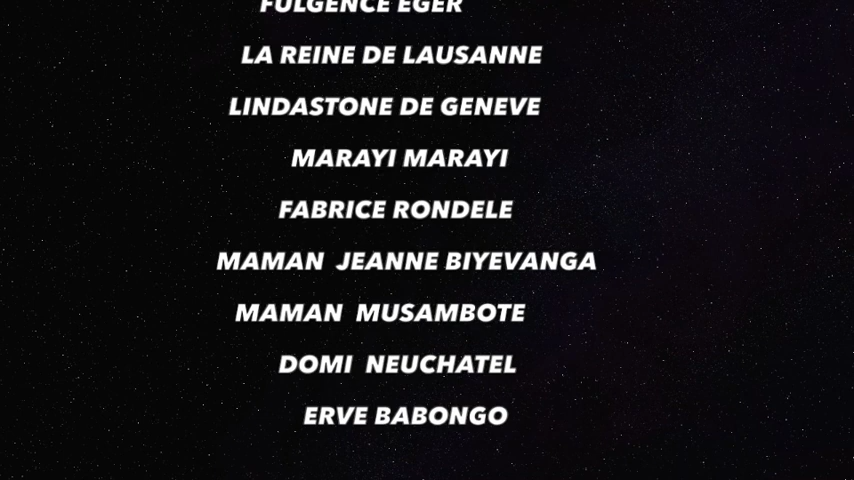 FULGENCE EGER
LA REINE DE LAUSANNE
LINDASTONE DE GENEVE
MARAYI MARAYI
FABRICE RONDELE
MAMAN JEANNE BIYEVANGA
MAMAN MUSAMBOTE
DOMI NEUCHATEL
ERVE BABONGO